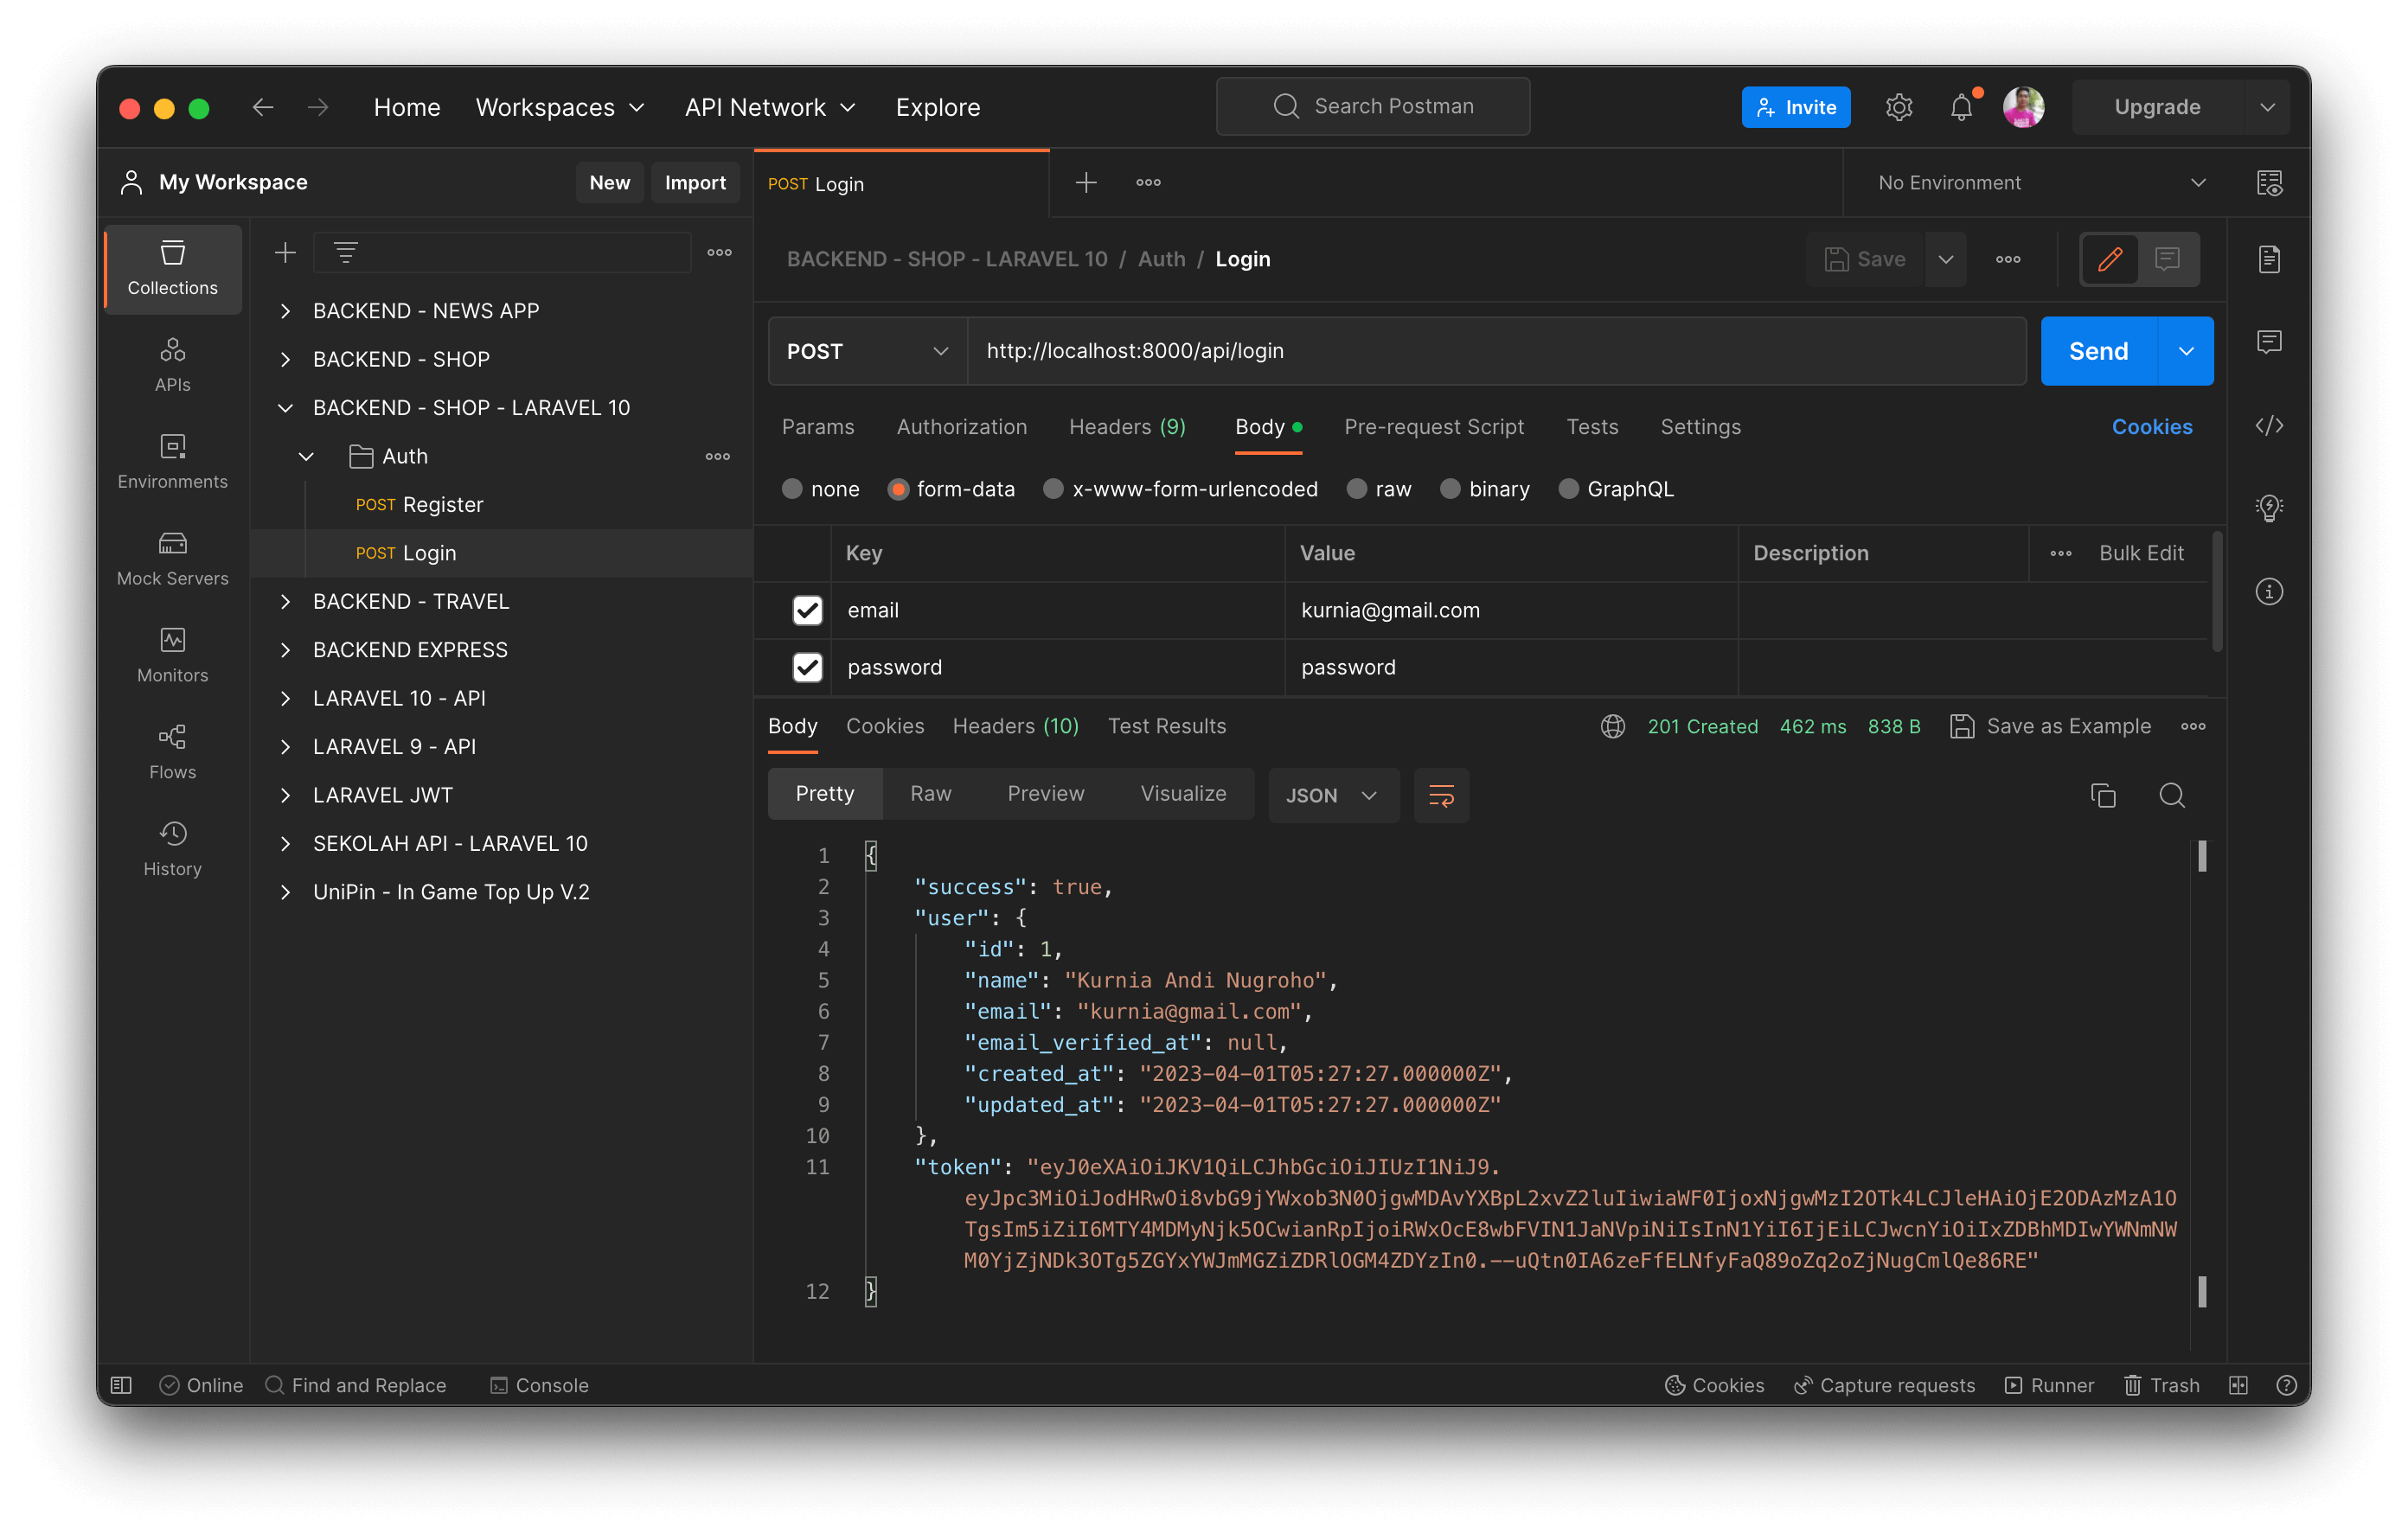 Home Workspaces API Network Explore Search Postman Invite Upgrade
My Workspace New Import
POST Login No Environment
Collections
APIs
Environments
Mock Servers
Monitors
Flows
History
BACKEND - NEWS APP
BACKEND - SHOP
BACKEND - SHOP - LARAVEL 10
Auth
POST Register
POST Login
BACKEND - TRAVEL
BACKEND EXPRESS
LARAVEL 10 - API
LARAVEL 9 - API
LARAVEL JWT
SEKOLAH API - LARAVEL 10
UniPin - In Game Top Up V.2
BACKEND - SHOP - LARAVEL 10 / Auth / Login Save
POST http://localhost:8000/api/login Send
Params Authorization Headers (9) Body Pre-request Script Tests Settings Cookies
none form-data x-www-form-urlencoded raw binary GraphQL
Key Value Description Bulk Edit
email kurnia@gmail.com
password password
Body Cookies Headers (10) Test Results 201 Created 462 ms 838 B Save as Example
Pretty Raw Preview Visualize JSON
1 {
2 "success": true,
3 "user": {
4 "id": 1,
5 "name": "Kurnia Andi Nugroho",
6 "email": "kurnia@gmail.com",
7 "email_verified_at": null,
8 "created_at": "2023-04-01T05:27:27.000000Z",
9 "updated_at": "2023-04-01T05:27:27.000000Z"
10 },
11 "token": "eyJ0eXAiOiJKV1QiLCJhbGciOiJIUzI1NiJ9.
eyJpc3MiOiJodHRwOi8vbG9jYWxob3N0OjgwMDAvYXBpL2xvZ2luIiwiaWF0IjoxNjgwMzI2OTk4LCJleHAiOjE2ODAzMzA1O
TgsIm5iZiI6MTY4MDMyNjk5OCwianRpIjoiRWxOcE8wbFVIN1JaNVpiNiIsInN1YiI6IjEiLCJwcnYiOiIxZDBhMDIwYWNmNW
M0YjZjNDk3OTg5ZGYxYWJmMGZiZDRlOGM4ZDYzIn0.--uQtn0IA6zeFfELNfyFaQ89oZq2oZjNugCmlQe86RE"
12 }
Online Find and Replace Console Cookies Capture requests Runner Trash